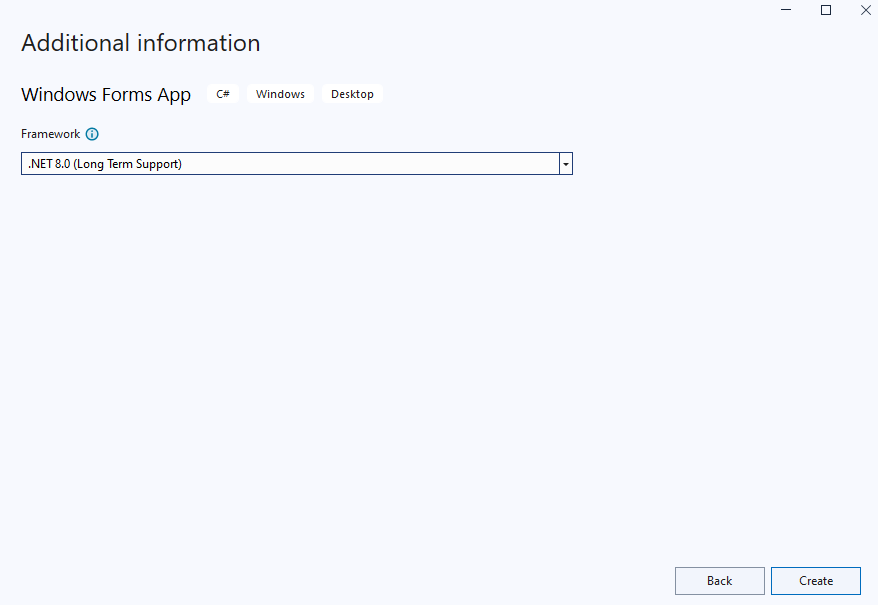 Additional information
Windows Forms App C# Windows Desktop
Framework
.NET 8.0 (Long Term Support)
Back Create